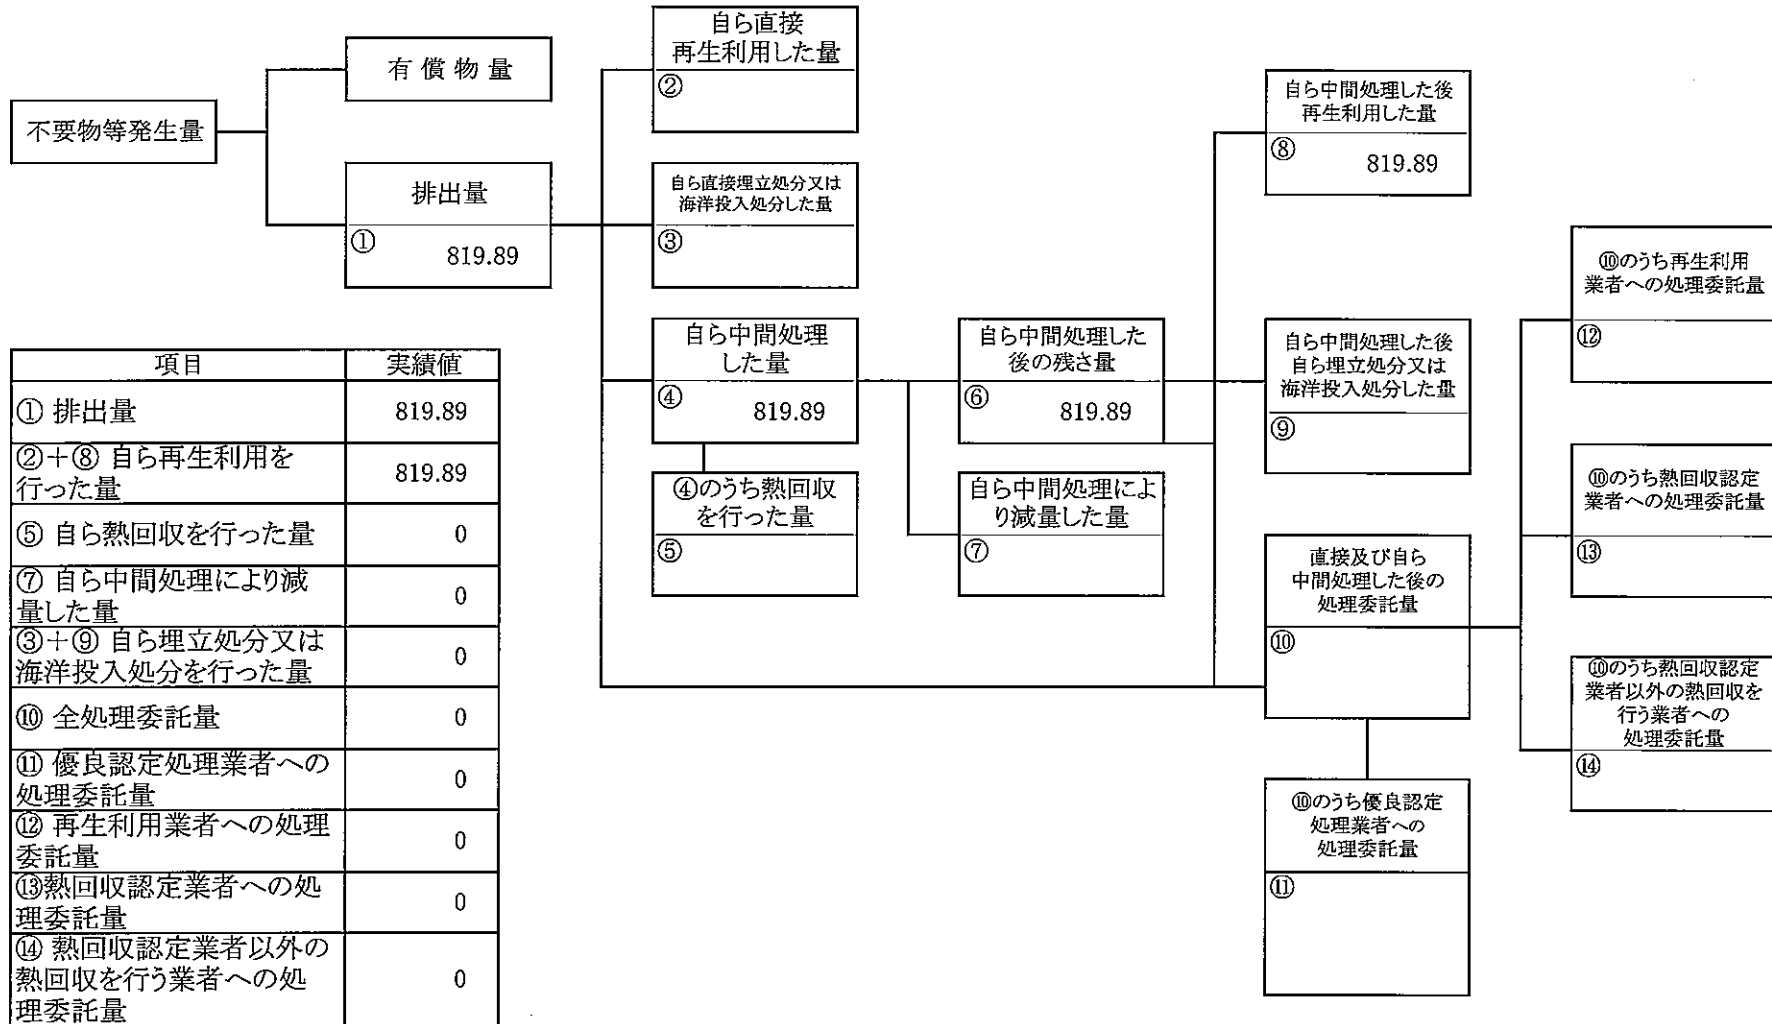 不要物等発生量
有償物量
排出量
①
819.89
自ら直接
再生利用した量
②
自ら直接埋立処分又は
海洋投入処分した量
③
自ら中間処理
した量
④
819.89
④のうち熱回収
を行った量
⑤
自ら中間処理した
後の残さ量
⑥
819.89
自ら中間処理によ
り減量した量
⑦
自ら中間処理した後
再生利用した量
⑧
819.89
自ら中間処理した後
自ら埋立処分又は
海洋投入処分した量
⑨
直接及び自ら
中間処理した後の
処理委託量
⑩
⑩のうち優良認定
処理業者への
処理委託量
⑪
⑩のうち再生利用
業者への処理委託量
⑫
⑩のうち熱回収認定
業者への処理委託量
⑬
⑩のうち熱回収認定
業者以外の熱回収を
行う業者への
処理委託量
⑭
項目 実績値
① 排出量 819.89
②+⑧ 自ら再生利用を
行った量 819.89
⑤ 自ら熱回収を行った量 0
⑦ 自ら中間処理により減
量した量 0
③+⑨ 自ら埋立処分又は
海洋投入処分を行った量 0
⑩ 全処理委託量 0
⑪ 優良認定処理業者への
処理委託量 0
⑫ 再生利用業者への処理
委託量 0
⑬熱回収認定業者への処
理委託量 0
⑭ 熱回収認定業者以外の
熱回収を行う業者への処
理委託量 0